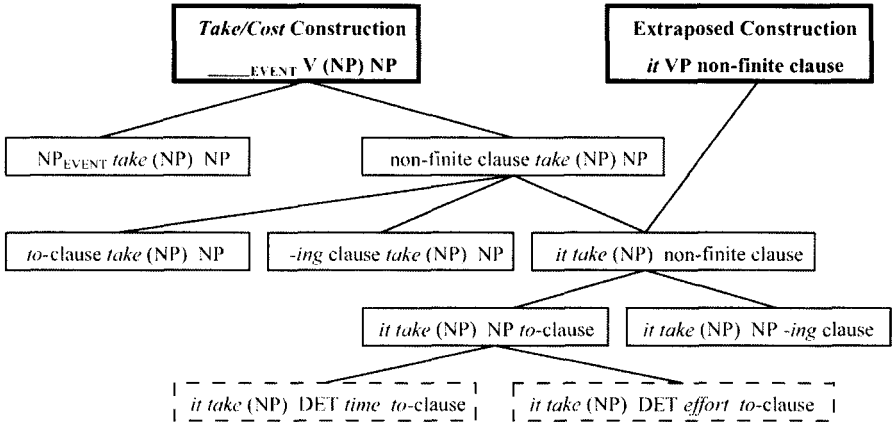 Take/Cost Construction
____EVENT V (NP) NP
Extraposed Construction
it VP non-finite clause
NPEVENT take (NP) NP
non-finite clause take (NP) NP
to-clause take (NP) NP
-ing clause take (NP) NP
it take (NP) non-finite clause
it take (NP) NP to-clause
it take (NP) NP -ing clause
it take (NP) DET time to-clause
it take (NP) DET effort to-clause